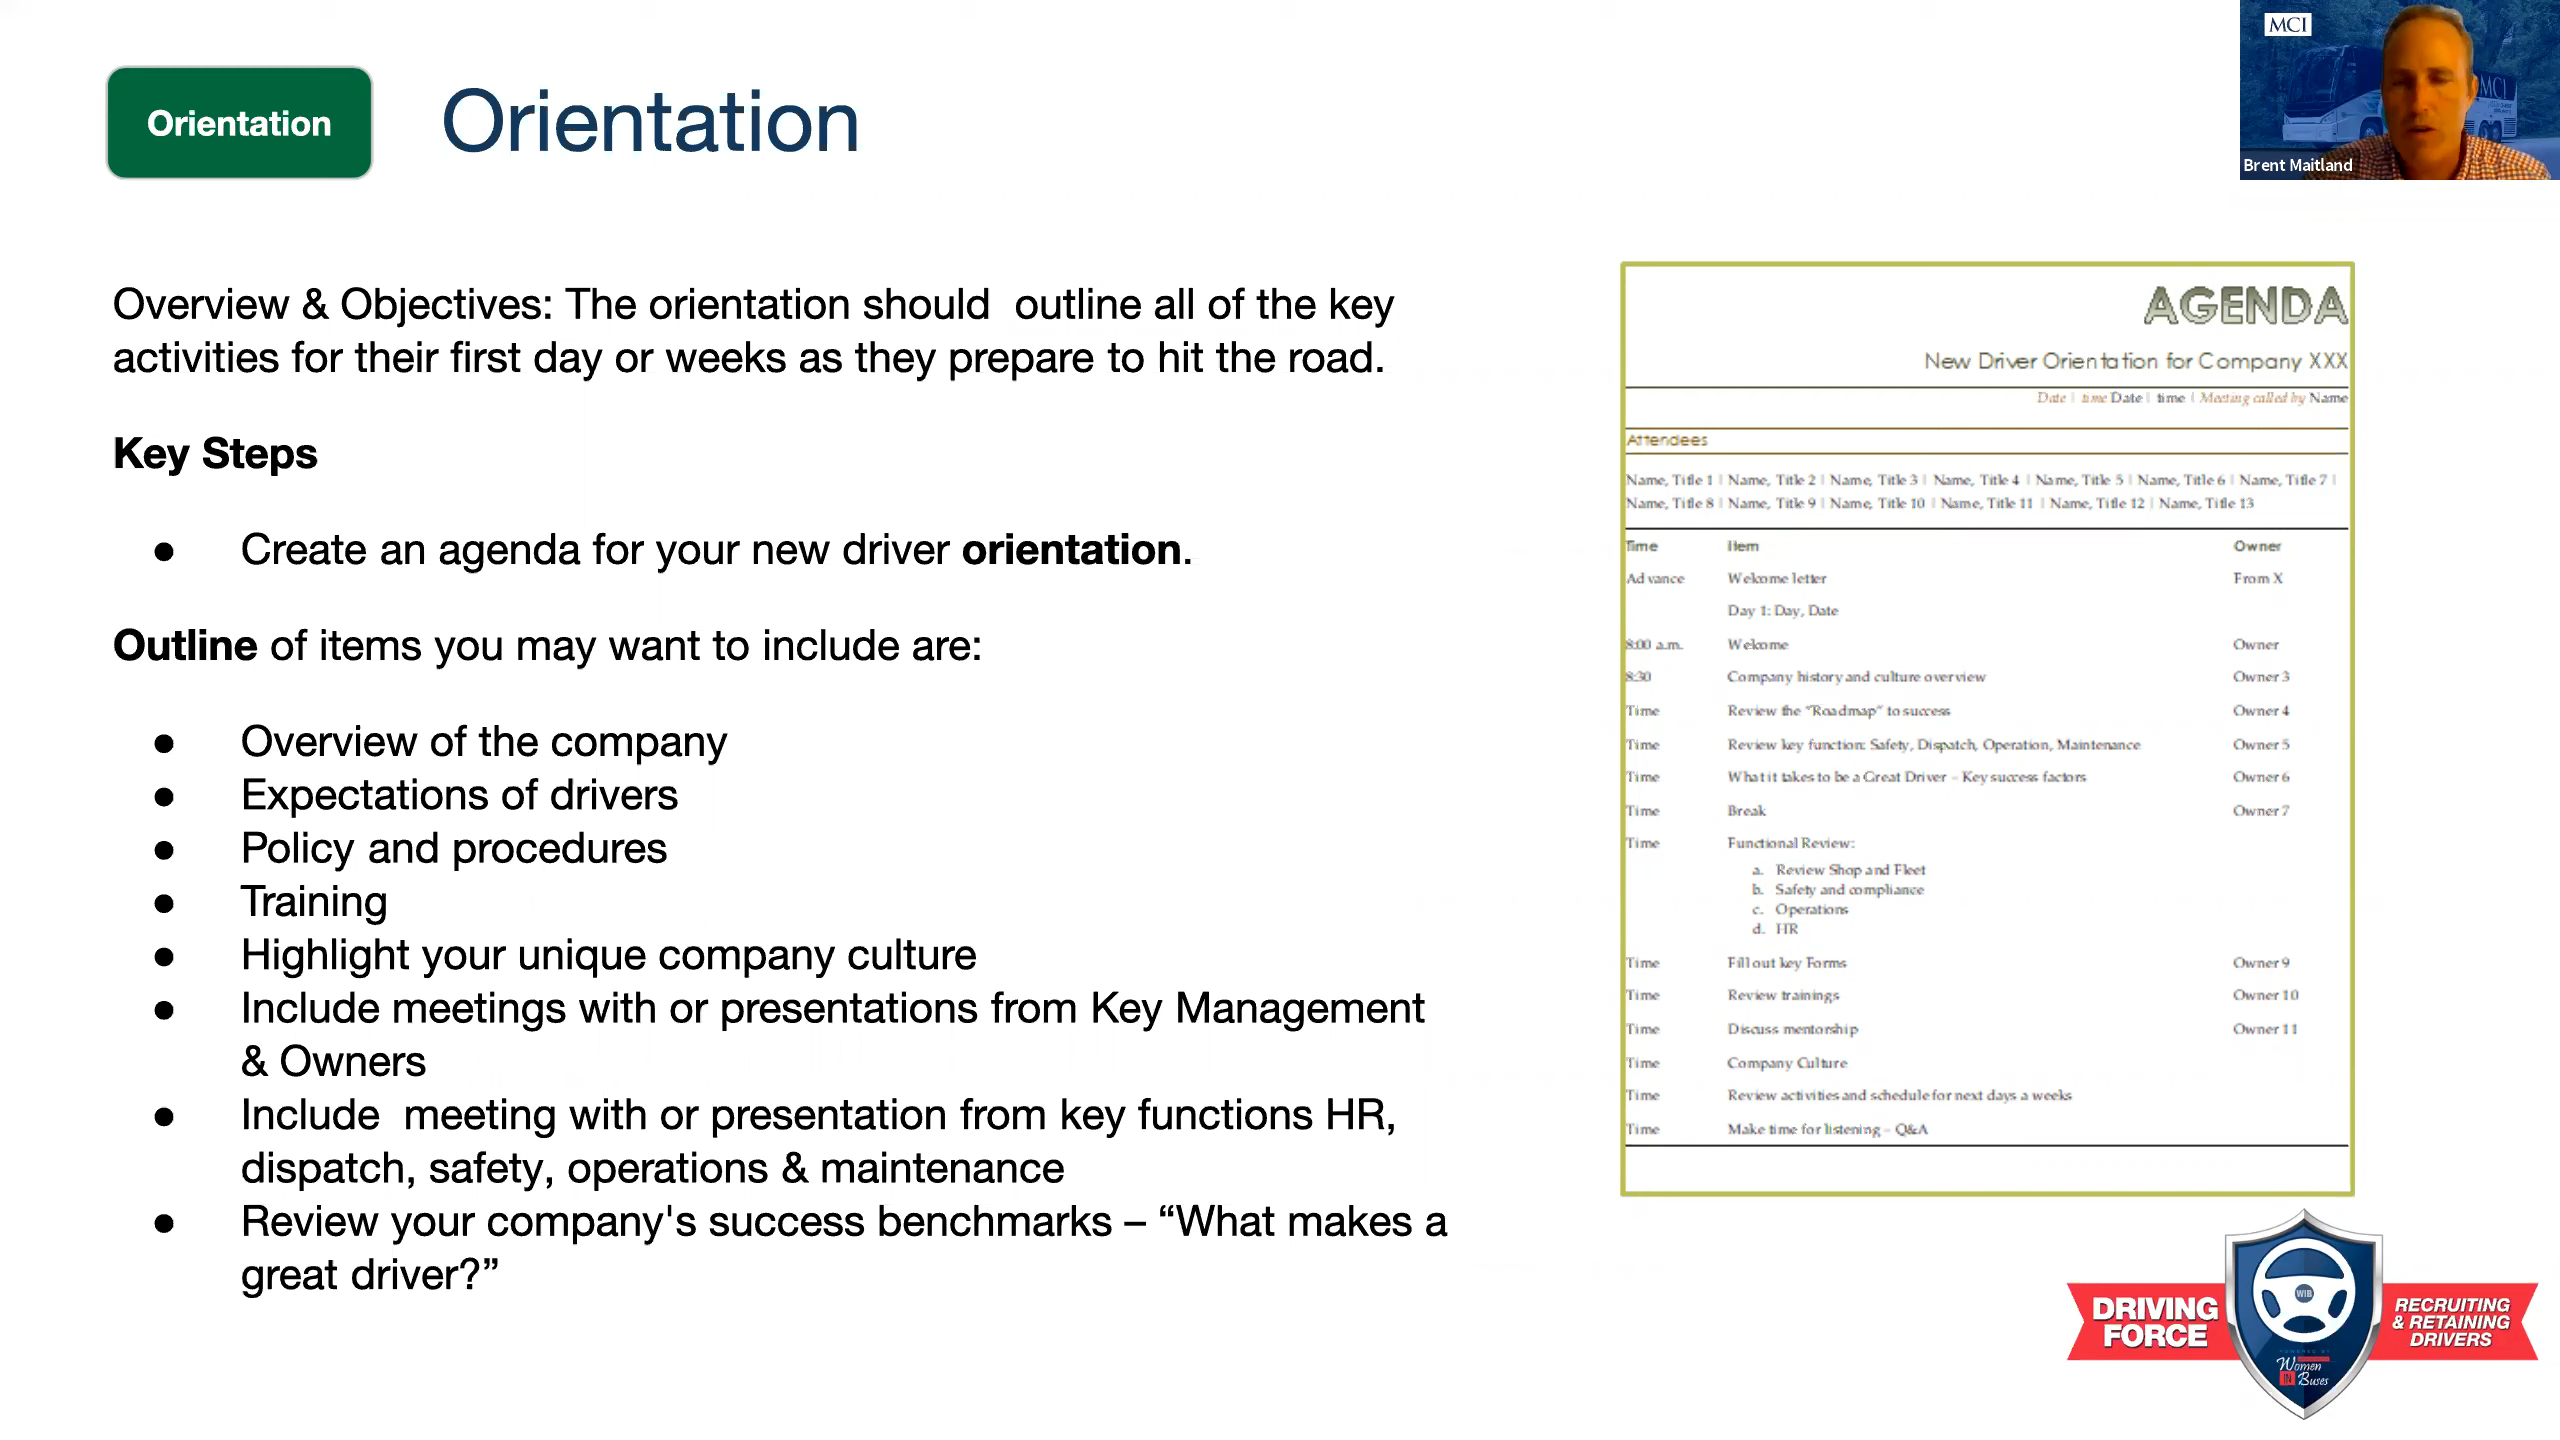 Orientation
Orientation
MCI
MCI
Brent Maitland
Overview & Objectives: The orientation should  outline all of the key
activities for their first day or weeks as they prepare to hit the road.
Key Steps
● Create an agenda for your new driver orientation.
Outline of items you may want to include are:
● Overview of the company
● Expectations of drivers
● Policy and procedures
● Training
● Highlight your unique company culture
● Include meetings with or presentations from Key Management
& Owners
● Include  meeting with or presentation from key functions HR,
dispatch, safety, operations & maintenance
● Review your company's success benchmarks – “What makes a
great driver?”
AGENDA
New Driver Orientation for Company XXX
Date | time Date | time | Meeting called by Name
Attendees
Name, Title 1 | Name, Title 2 | Name, Title 3 | Name, Title 4 | Name, Title 5 | Name, Title 6 | Name, Title 7 |
Name, Title 8 | Name, Title 9 | Name, Title 10 | Name, Title 11 | Name, Title 12 | Name, Title 13
Time Item Owner
Advance Welcome letter From X
Day 1: Day, Date
8:00 a.m. Welcome Owner
8:30 Company history and culture overview Owner 3
Time Review the “Roadmap” to success Owner 4
Time Review key function: Safety, Dispatch, Operation, Maintenance Owner 5
Time What it takes to be a Great Driver – Key success factors Owner 6
Time Break Owner 7
Time Functional Review:
a. Review Shop and Fleet
b. Safety and compliance
c. Operations
d. HR
Time Fill out key Forms Owner 9
Time Review trainings Owner 10
Time Discuss mentorship Owner 11
Time Company Culture
Time Review activities and schedule for next days a weeks
Time Make time for listening – Q&A
DRIVING
FORCE
WIB
POWERED BY
Women
IN Buses
RECRUITING
& RETAINING
DRIVERS